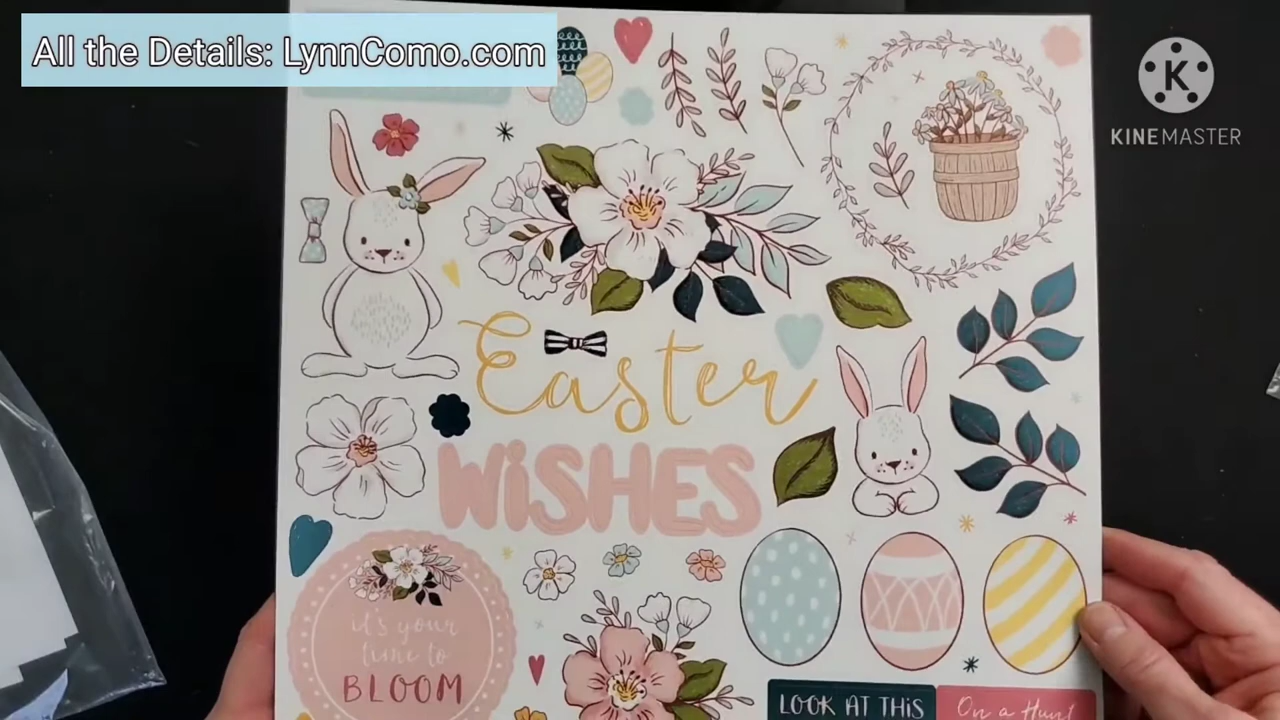 All the Details: LynnComo.com
K
KINEMASTER
Easter
WiSHES
it's your
time to
BLOOM
LOOK AT THiS
On a Hunt